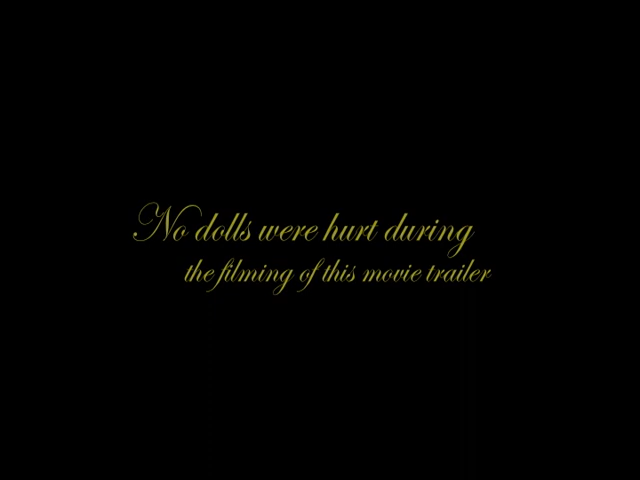 No dolls were hurt during
the filming of this movie trailer